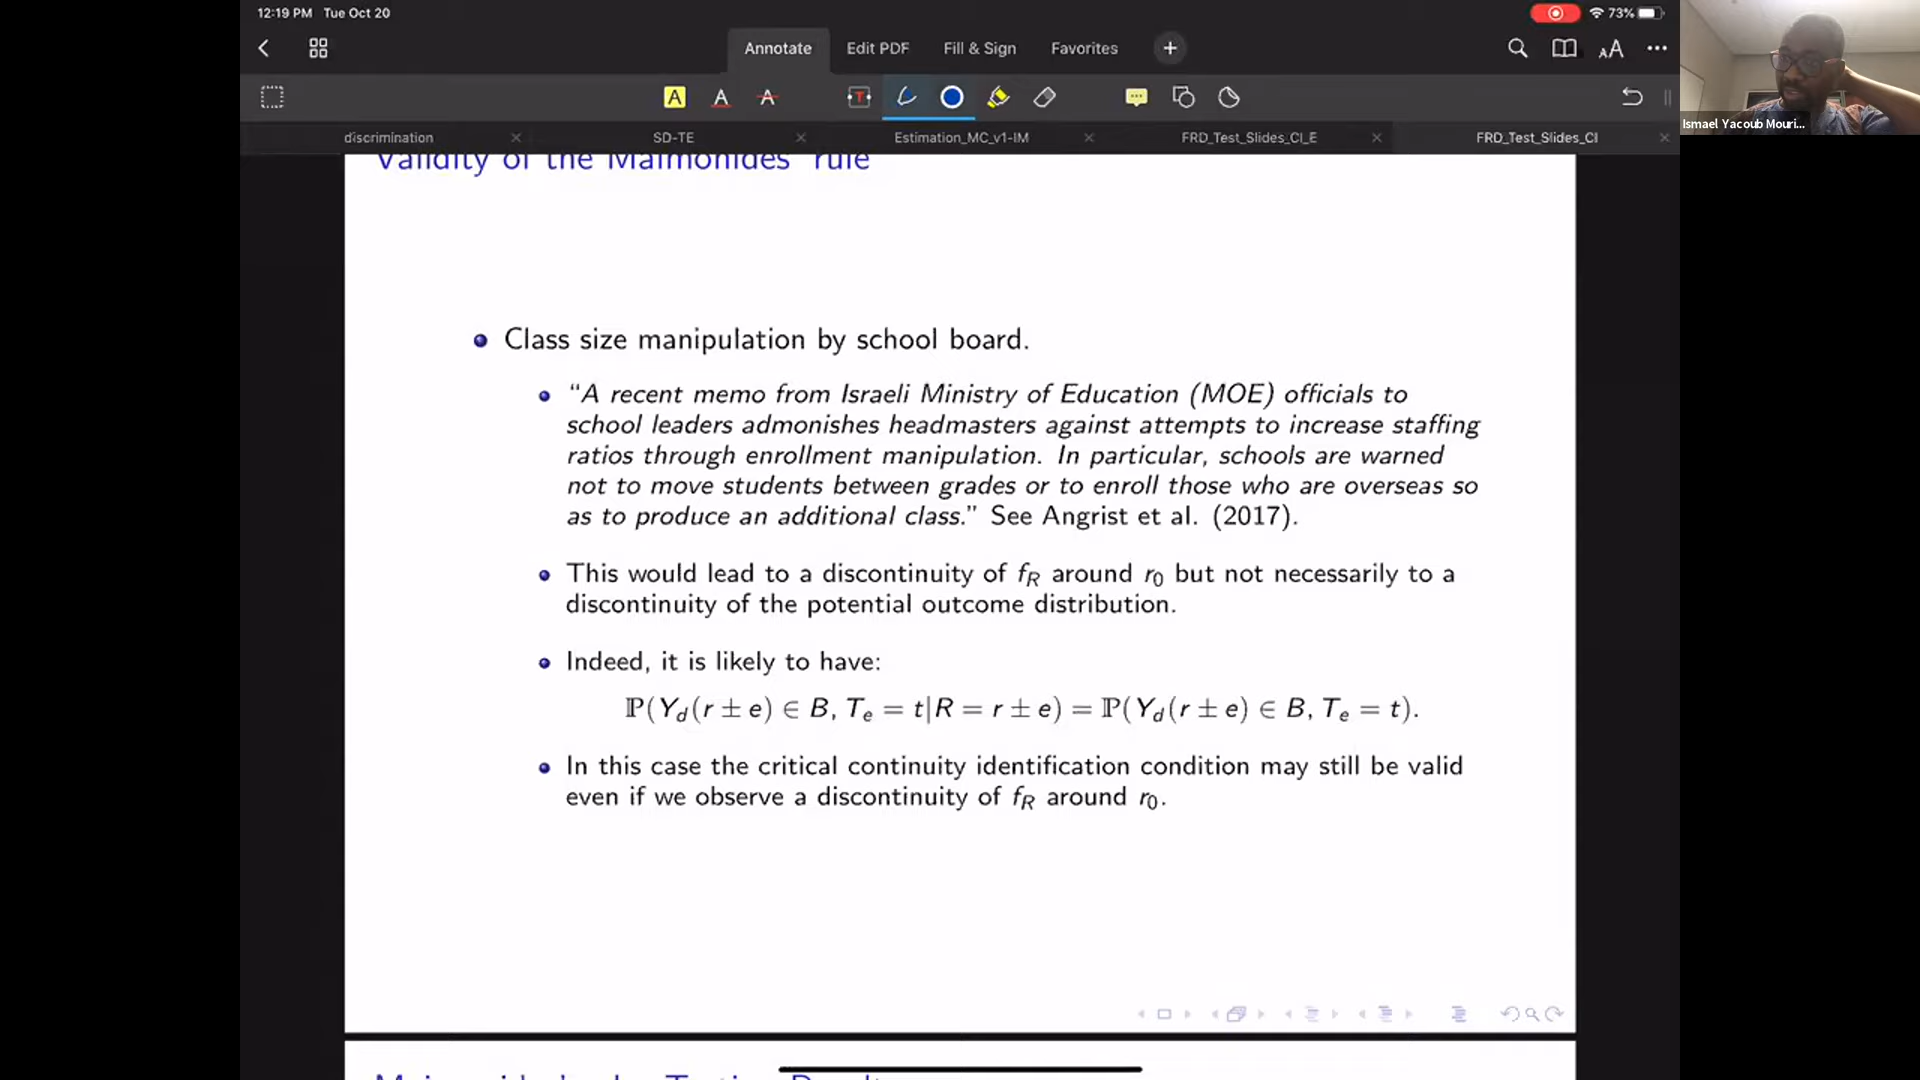 12:19 PM Tue Oct 20
73%
Annotate Edit PDF Fill & Sign Favorites
discrimination SD-TE Estimation_MC_v1-IM FRD_Test_Slides_CI_E FRD_Test_Slides_CI
Ismael Yacoub Mouri...
Validity of the Maimonides' rule
Class size manipulation by school board.
“A recent memo from Israeli Ministry of Education (MOE) officials to
school leaders admonishes headmasters against attempts to increase staffing
ratios through enrollment manipulation. In particular, schools are warned
not to move students between grades or to enroll those who are overseas so
as to produce an additional class.” See Angrist et al. (2017).
This would lead to a discontinuity of f_R around r_0 but not necessarily to a
discontinuity of the potential outcome distribution.
Indeed, it is likely to have:
ℙ(Y_d(r ± e) ∈ B, T_e = t|R = r ± e) = ℙ(Y_d(r ± e) ∈ B, T_e = t).
In this case the critical continuity identification condition may still be valid
even if we observe a discontinuity of f_R around r_0.